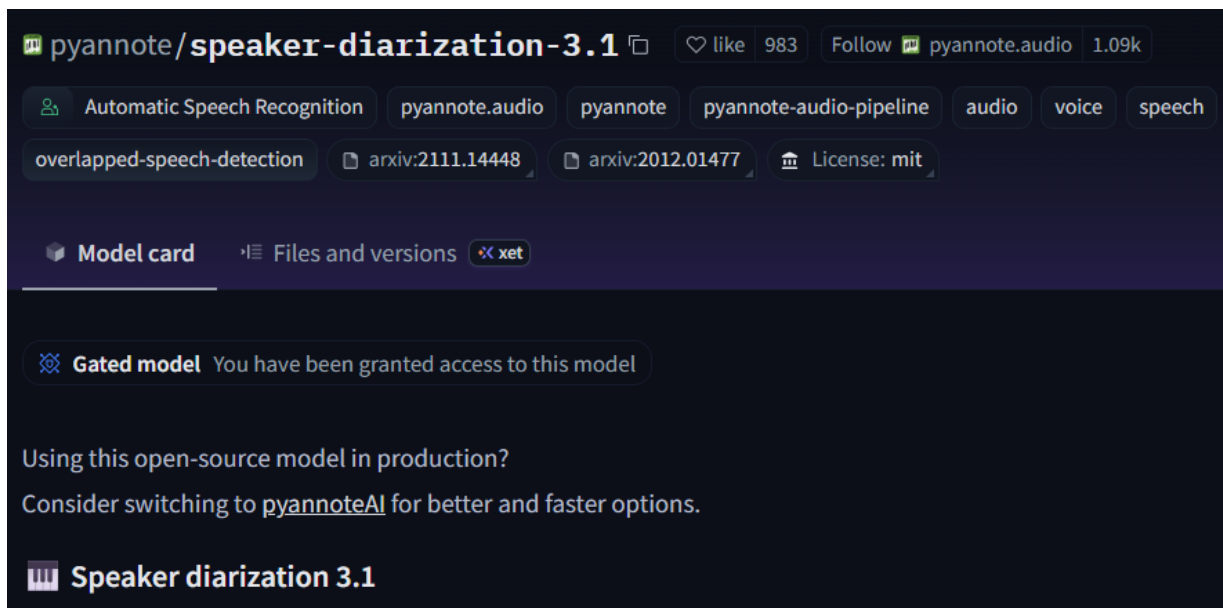 pyannote/speaker-diarization-3.1 like 983 Follow pyannote.audio 1.09k
Automatic Speech Recognition pyannote.audio pyannote pyannote-audio-pipeline audio voice speech
overlapped-speech-detection arxiv:2111.14448 arxiv:2012.01477 License: mit
Model card Files and versions xet
Gated model You have been granted access to this model
Using this open-source model in production?
Consider switching to pyannoteAI for better and faster options.
Speaker diarization 3.1